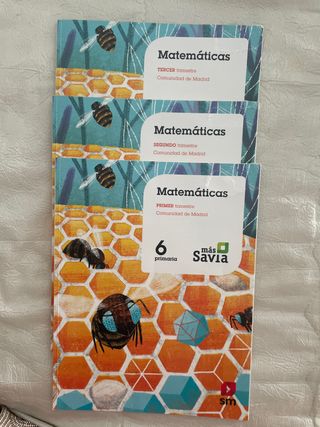 Matemáticas
TERCER trimestre
Comunidad de Madrid
Matemáticas
SEGUNDO trimestre
Comunidad de Madrid
Matemáticas
PRIMER trimestre
Comunidad de Madrid
6
primaria
más
Savia
sm